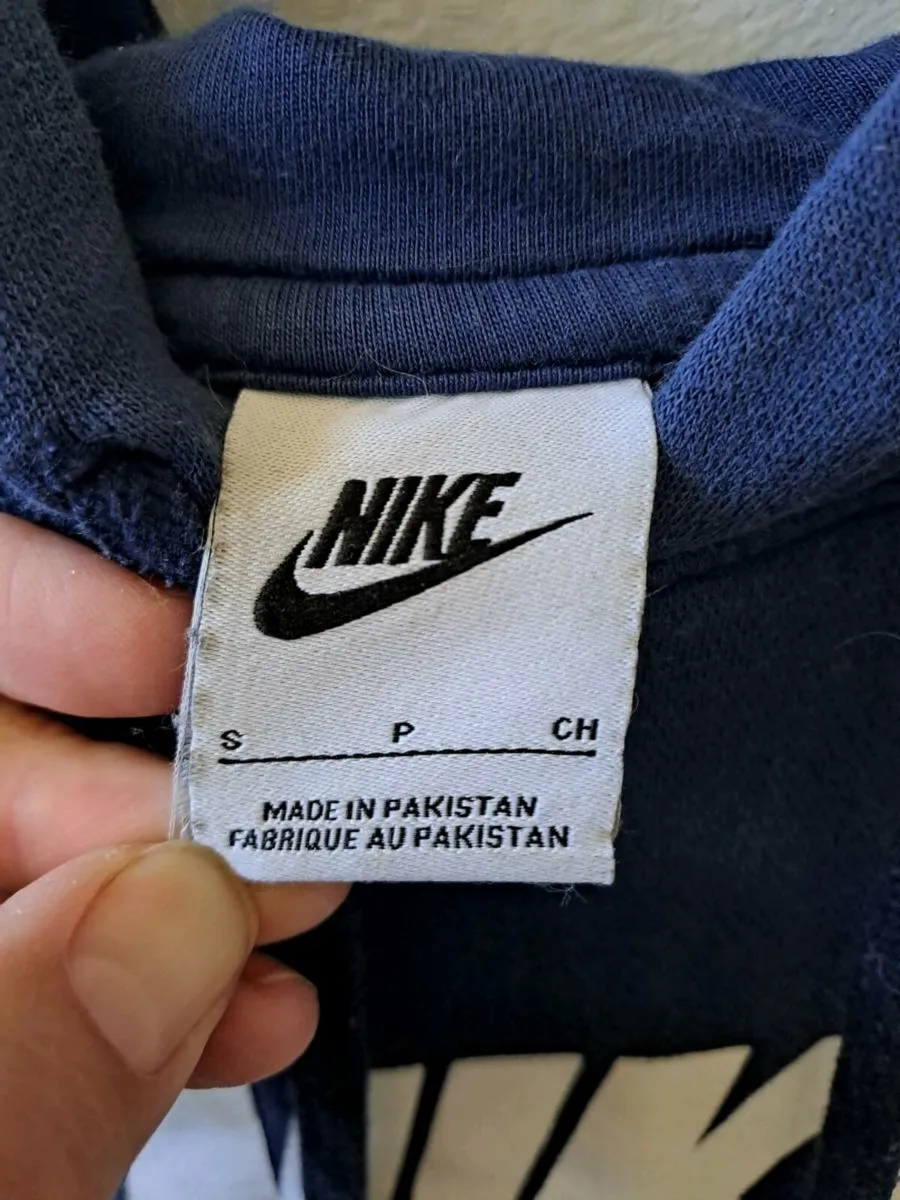 NIKE
S P CH
MADE IN PAKISTAN
FABRIQUE AU PAKISTAN